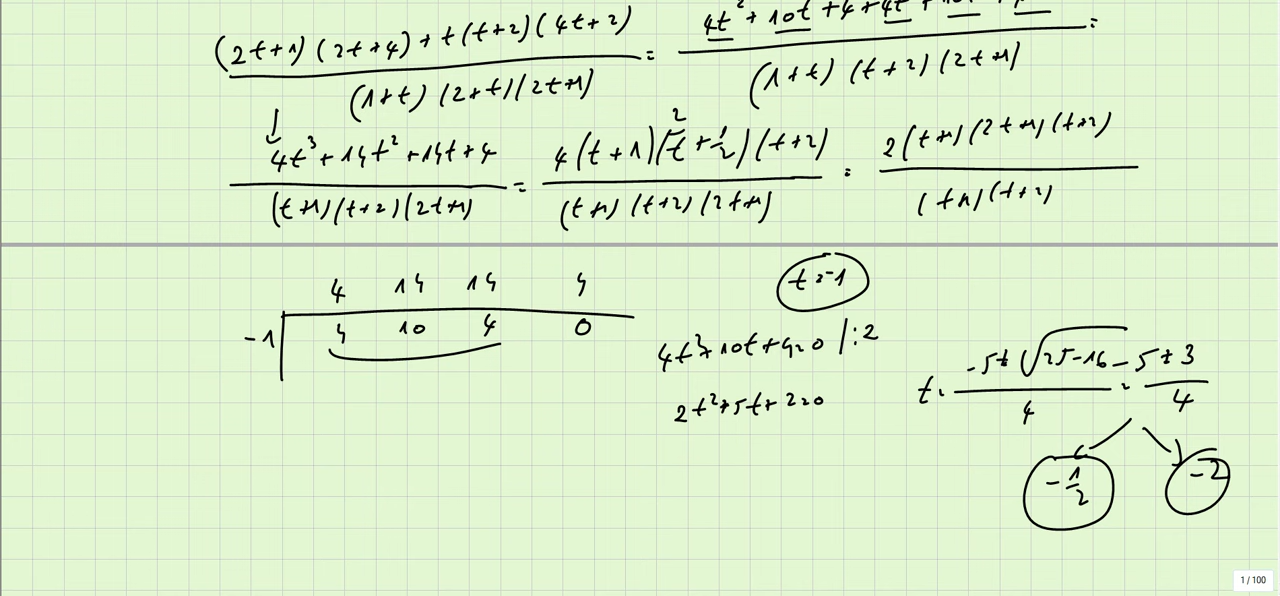 (2t+1)(2t+4)+t(t+2)(4t+2) / (1+t)(2+t)(2t+1) = 4t²+10t+4+4t / (1+t)(t+2)(2t+1) =
↓ 4t³+14t²+14t+4 / (t+1)(t+2)(2t+1) = 4(t+1)(t+1/2)(t+2) / (t+1)(t+2)(2t+1) = 2(t+1)(2t+1)(t+2) / (t+1)(t+2)
2
4 14 14 4
-1 | 4 10 4 0
t=-1
4t²+10t+4=0 /:2
2t²+5t+2=0
t= -5±√25-16 / 4 = -5±3 / 4
-1/2 -2
1 / 100